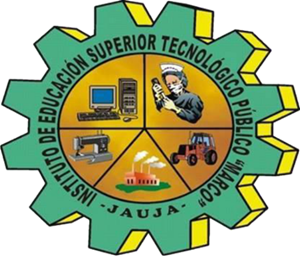 INSTITUTO DE EDUCACIÓN SUPERIOR TECNOLÓGICO PÚBLICO "MARCO"
-JAUJA-